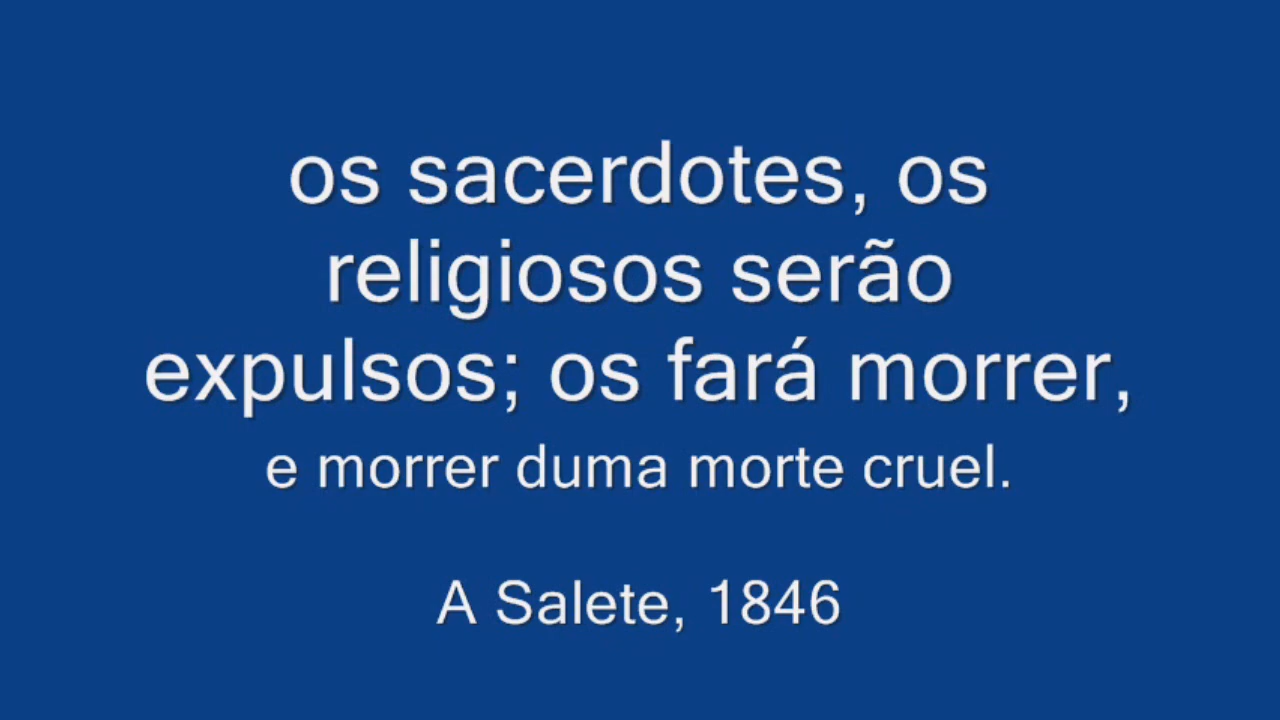 os sacerdotes, os
religiosos serão
expulsos; os fará morrer,
e morrer duma morte cruel.
A Salete, 1846